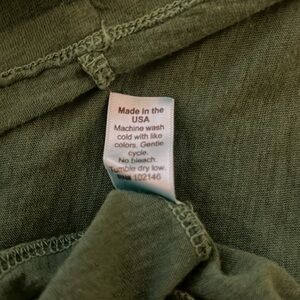 Made in the
USA
Machine wash
cold with like
colors. Gentle
cycle.
No bleach.
Tumble dry low.
102146